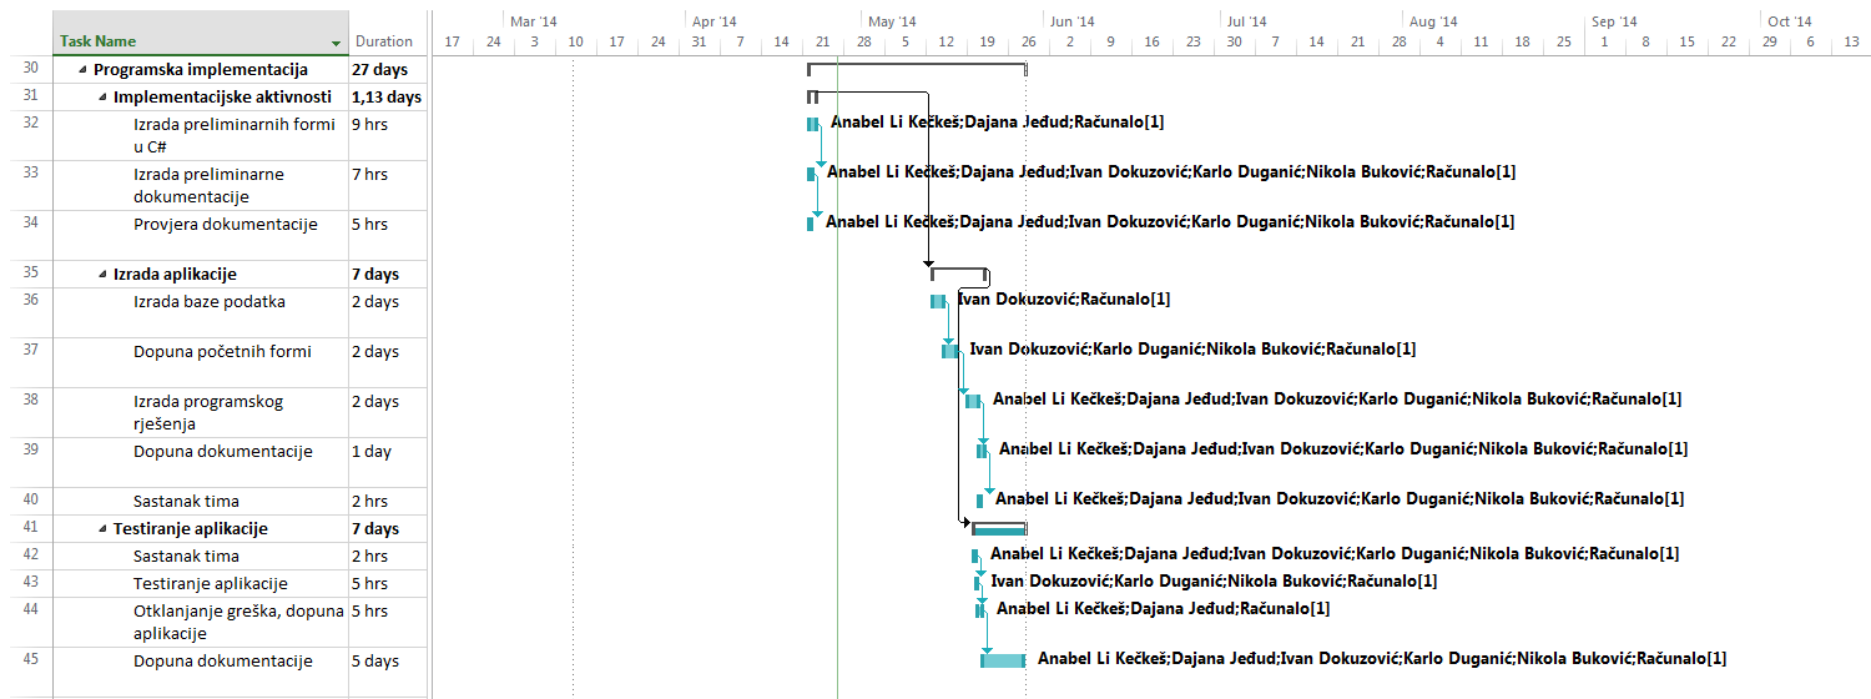 Mar '14 Apr '14 May '14 Jun '14 Jul '14 Aug '14 Sep '14 Oct '14
Task Name Duration 17 24 3 10 17 24 31 7 14 21 28 5 12 19 26 2 9 16 23 30 7 14 21 28 4 11 18 25 1 8 15 22 29 6 13
30 Programska implementacija 27 days
31 Implementacijske aktivnosti 1,13 days
32 Izrada preliminarnih formi 9 hrs Anabel Li Kečkeš;Dajana Jeđud;Računalo[1]
u C#
33 Izrada preliminarne 7 hrs Anabel Li Kečkeš;Dajana Jeđud;Ivan Dokuzović;Karlo Duganić;Nikola Buković;Računalo[1]
dokumentacije
34 Provjera dokumentacije 5 hrs Anabel Li Kečkeš;Dajana Jeđud;Ivan Dokuzović;Karlo Duganić;Nikola Buković;Računalo[1]
35 Izrada aplikacije 7 days
36 Izrada baze podatka 2 days Ivan Dokuzović;Računalo[1]
37 Dopuna početnih formi 2 days Ivan Dokuzović;Karlo Duganić;Nikola Buković;Računalo[1]
38 Izrada programskog 2 days Anabel Li Kečkeš;Dajana Jeđud;Ivan Dokuzović;Karlo Duganić;Nikola Buković;Računalo[1]
rješenja
39 Dopuna dokumentacije 1 day Anabel Li Kečkeš;Dajana Jeđud;Ivan Dokuzović;Karlo Duganić;Nikola Buković;Računalo[1]
40 Sastanak tima 2 hrs Anabel Li Kečkeš;Dajana Jeđud;Ivan Dokuzović;Karlo Duganić;Nikola Buković;Računalo[1]
41 Testiranje aplikacije 7 days
42 Sastanak tima 2 hrs Anabel Li Kečkeš;Dajana Jeđud;Ivan Dokuzović;Karlo Duganić;Nikola Buković;Računalo[1]
43 Testiranje aplikacije 5 hrs Ivan Dokuzović;Karlo Duganić;Nikola Buković;Računalo[1]
44 Otklanjanje greška, dopuna 5 hrs Anabel Li Kečkeš;Dajana Jeđud;Računalo[1]
aplikacije
45 Dopuna dokumentacije 5 days Anabel Li Kečkeš;Dajana Jeđud;Ivan Dokuzović;Karlo Duganić;Nikola Buković;Računalo[1]